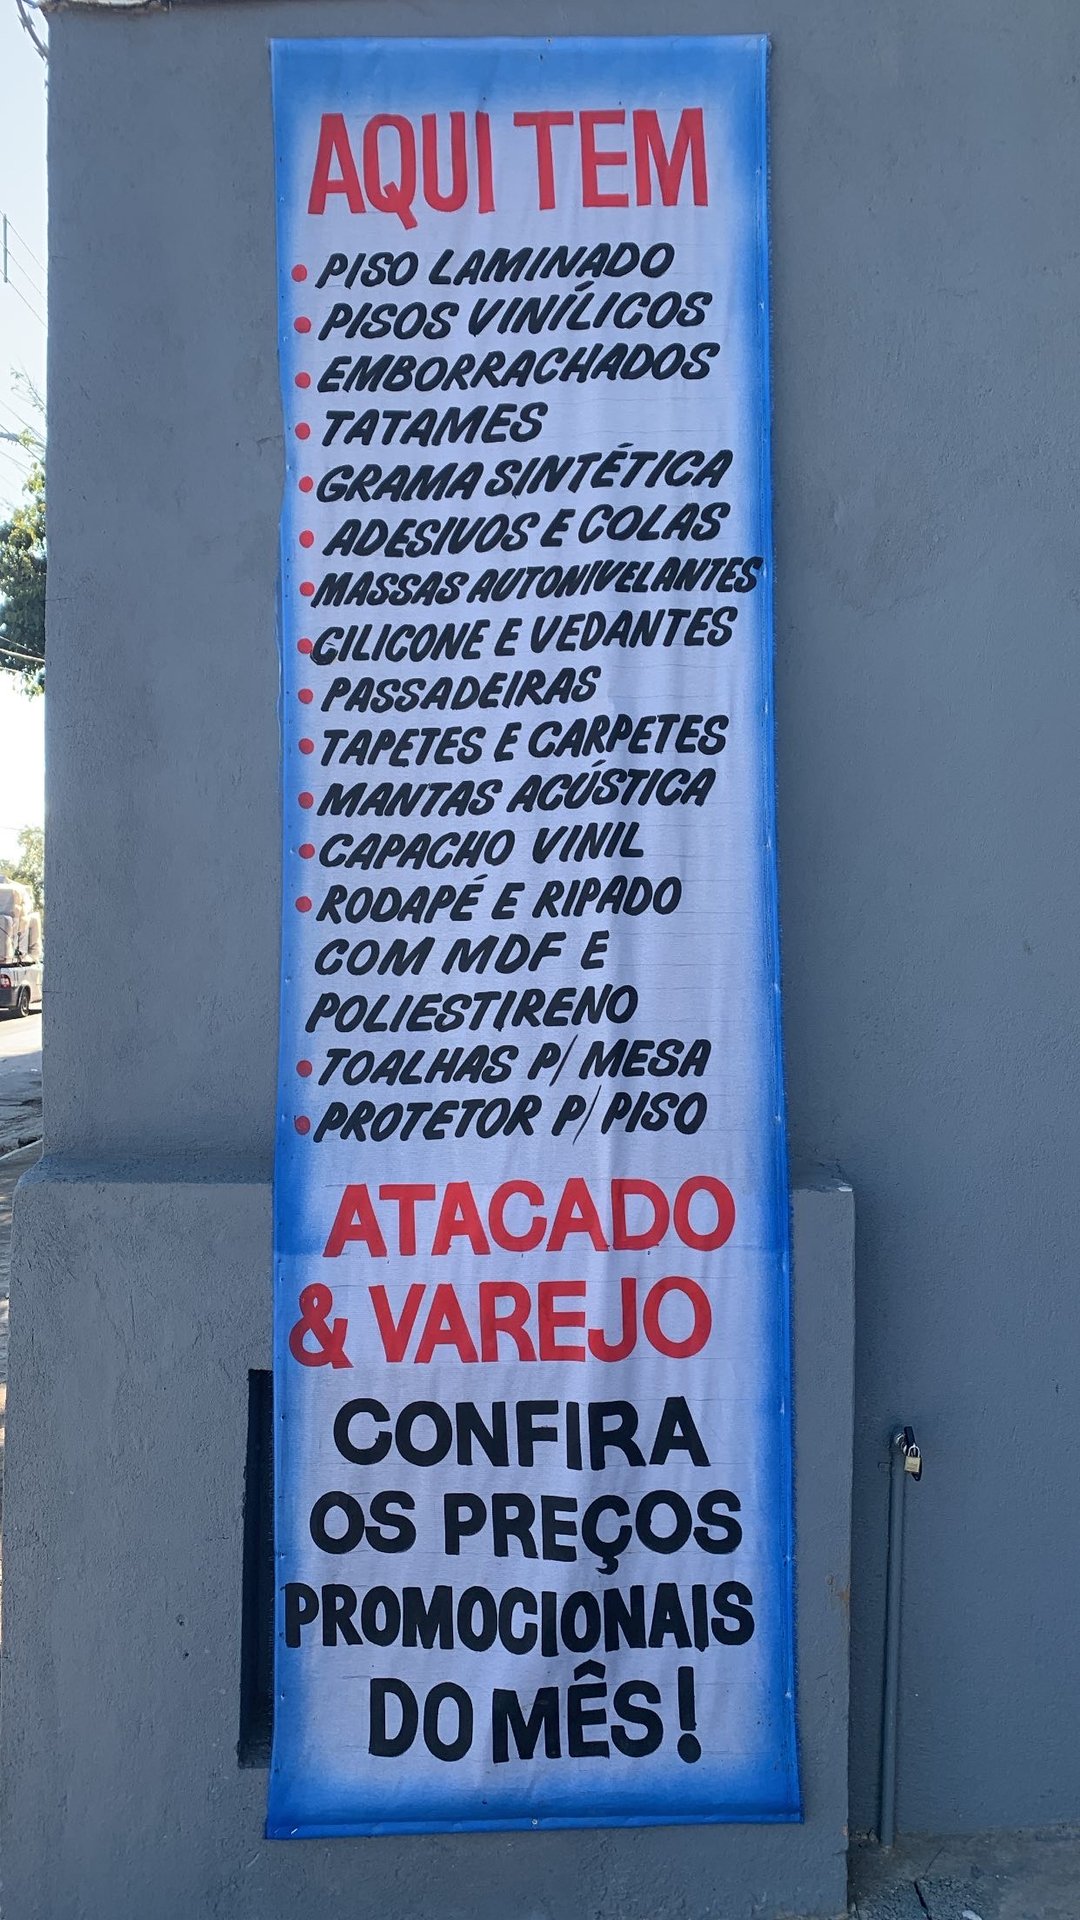 AQUI TEM
• PISO LAMINADO
• PISOS VINÍLICOS
• EMBORRACHADOS
• TATAMES
• GRAMA SINTÉTICA
• ADESIVOS E COLAS
• MASSAS AUTONIVELANTES
• CILICONE E VEDANTES
• PASSADEIRAS
• TAPETES E CARPETES
• MANTAS ACÚSTICA
• CAPACHO VINIL
• RODAPÉ E RIPADO
COM MDF E
POLIESTIRENO
• TOALHAS P/ MESA
• PROTETOR P/ PISO
ATACADO
& VAREJO
CONFIRA
OS PREÇOS
PROMOCIONAIS
DO MÊS!